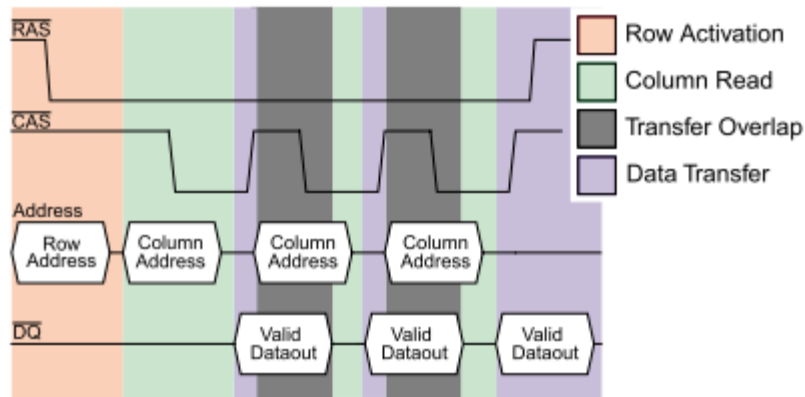 RAS
Row Activation
Column Read
CAS
Transfer Overlap
Data Transfer
Address
Row
Address
Column
Address
Column
Address
Column
Address
DQ
Valid
Dataout
Valid
Dataout
Valid
Dataout